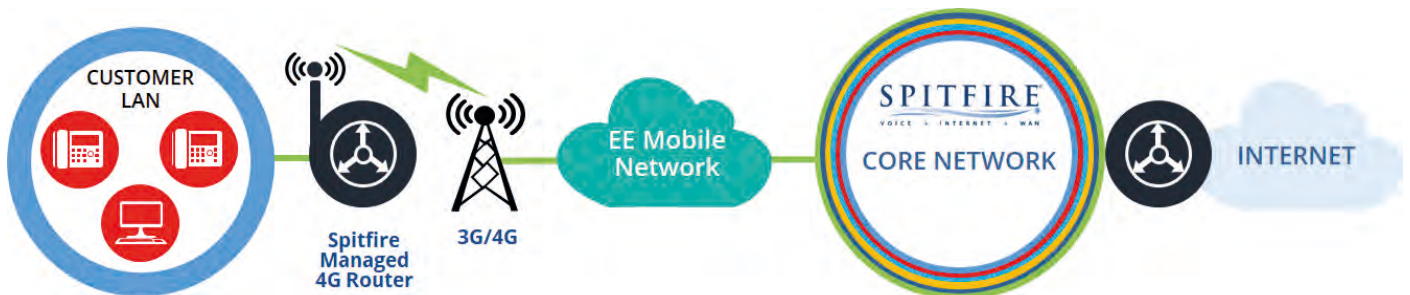 CUSTOMER
LAN
Spitfire
Managed
4G Router
3G/4G
EE Mobile
Network
SPITFIRE
VOICE + INTERNET + WAN
CORE NETWORK
INTERNET